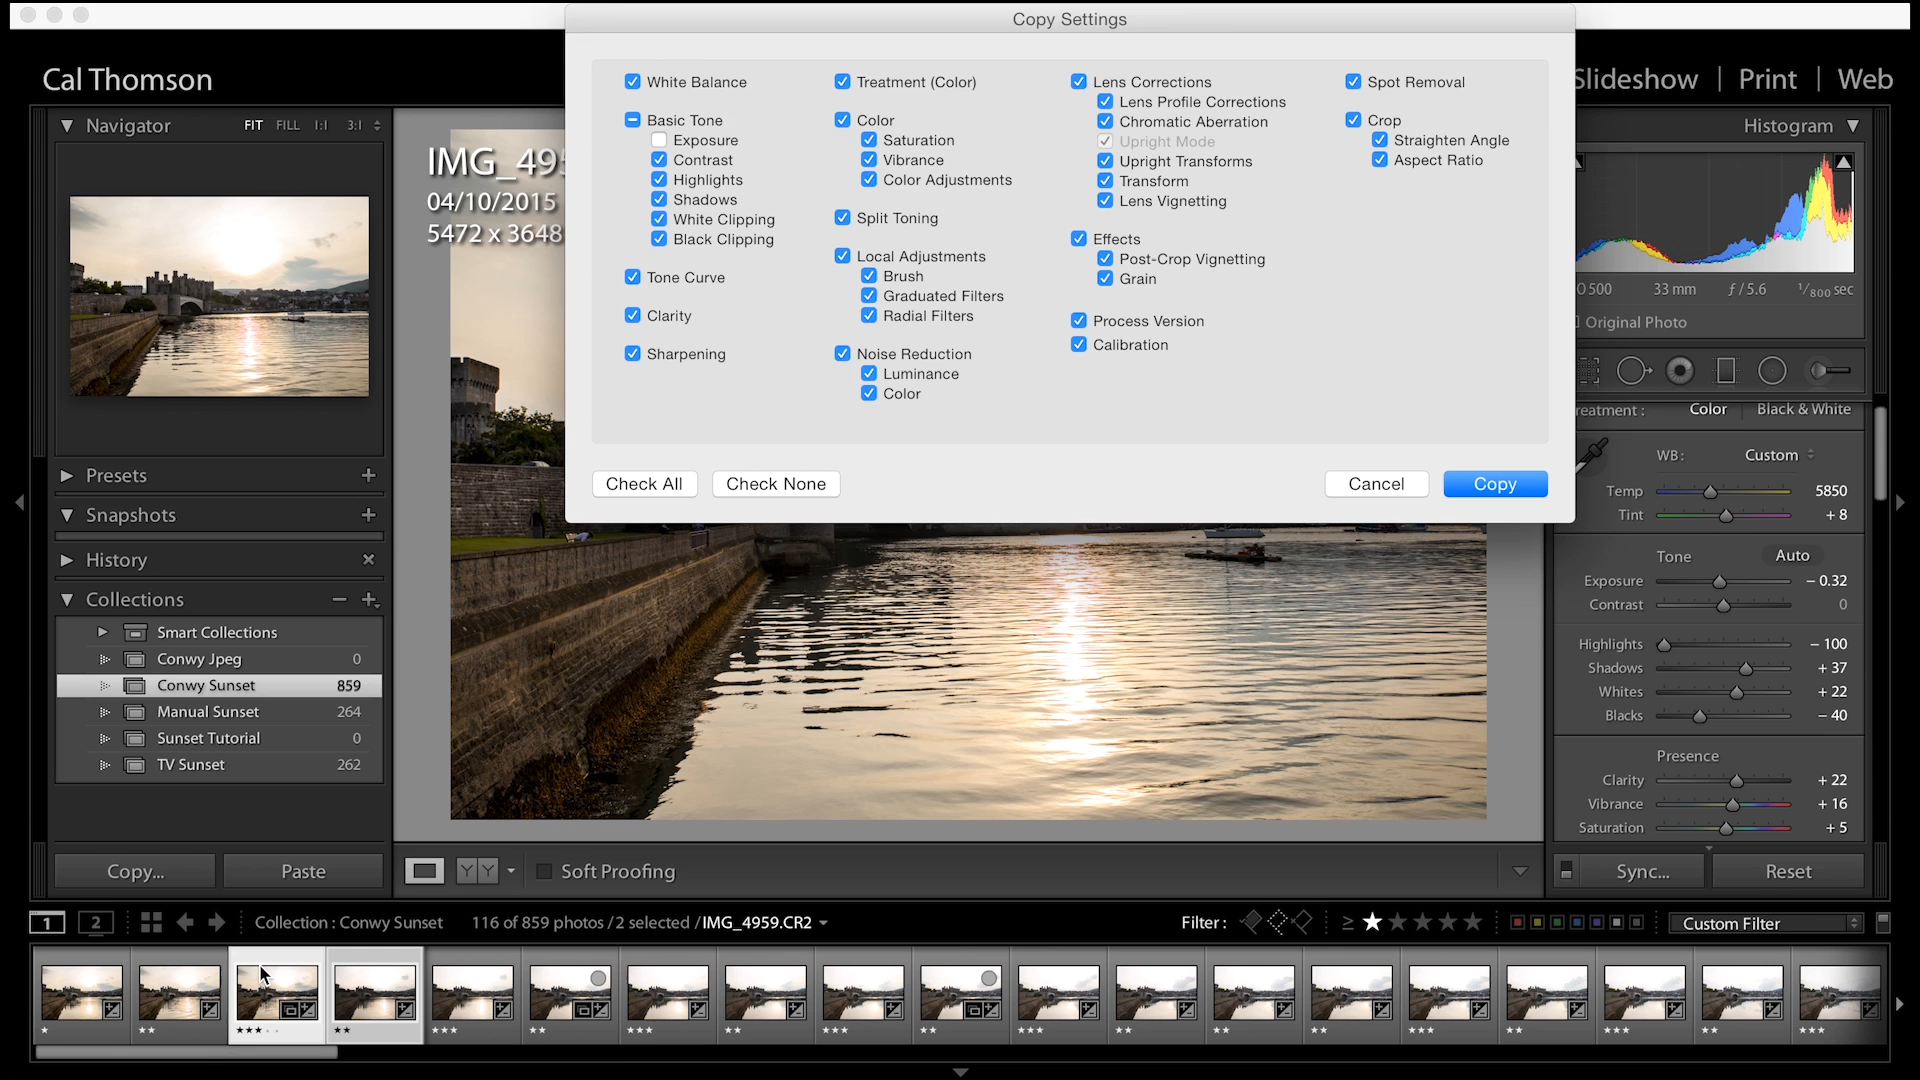 Copy Settings
Cal Thomson
Slideshow | Print | Web
Navigator FIT FILL 1:1 3:1
IMG_495
04/10/2015
5472 x 3648
White Balance
Basic Tone
Exposure
Contrast
Highlights
Shadows
White Clipping
Black Clipping
Tone Curve
Clarity
Sharpening
Treatment (Color)
Color
Saturation
Vibrance
Color Adjustments
Split Toning
Local Adjustments
Brush
Graduated Filters
Radial Filters
Noise Reduction
Luminance
Color
Lens Corrections
Lens Profile Corrections
Chromatic Aberration
Upright Mode
Upright Transforms
Transform
Lens Vignetting
Effects
Post-Crop Vignetting
Grain
Process Version
Calibration
Spot Removal
Crop
Straighten Angle
Aspect Ratio
Check All Check None Cancel Copy
Histogram
O 500 33 mm ƒ / 5.6 1/800 sec
Original Photo
reatment : Color Black & White
WB: Custom
Temp 5850
Tint + 8
Tone Auto
Exposure – 0.32
Contrast 0
Highlights – 100
Shadows + 37
Whites + 22
Blacks – 40
Presence
Clarity + 22
Vibrance + 16
Saturation + 5
Presets +
Snapshots +
History ×
Collections – +
Smart Collections
Conwy Jpeg 0
Conwy Sunset 859
Manual Sunset 264
Sunset Tutorial 0
TV Sunset 262
Copy... Paste
Y Y Soft Proofing
Sync... Reset
1 2 Collection : Conwy Sunset 116 of 859 photos / 2 selected / IMG_4959.CR2 Filter : ≥ Custom Filter